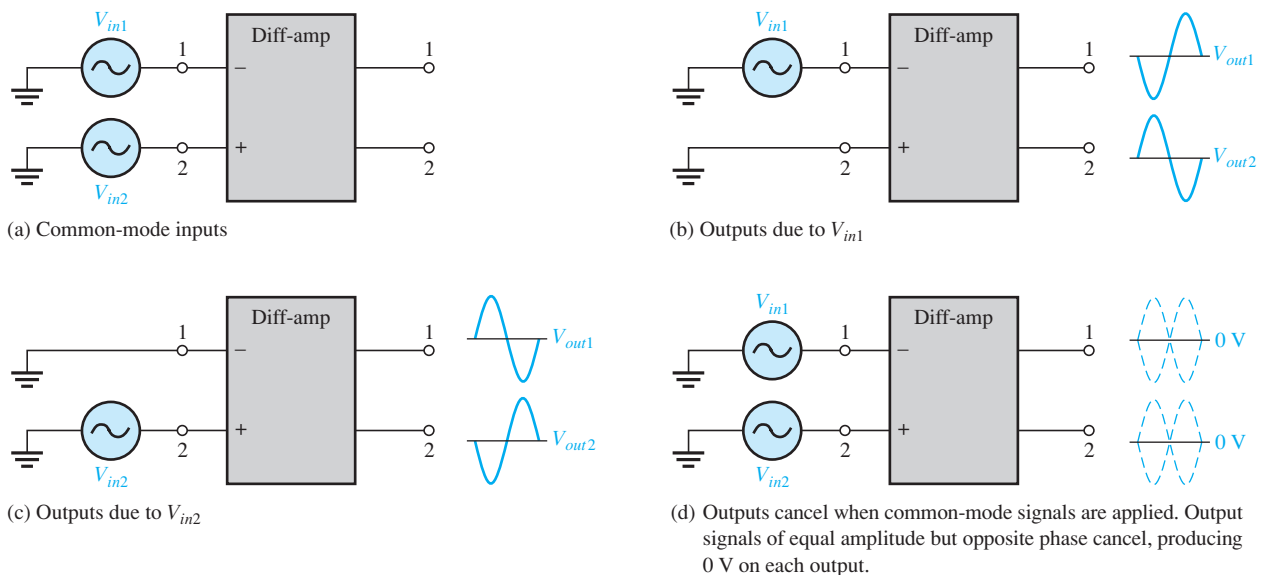 V_in1
1
Diff-amp
1
−
+
2
2
V_in2
(a) Common-mode inputs
V_in1
1
Diff-amp
1
V_out1
−
+
V_out2
2
2
(b) Outputs due to V_in1
1
Diff-amp
1
V_out1
−
+
V_out2
2
2
V_in2
(c) Outputs due to V_in2
V_in1
1
Diff-amp
1
0 V
−
+
0 V
2
2
V_in2
(d) Outputs cancel when common-mode signals are applied. Output
signals of equal amplitude but opposite phase cancel, producing
0 V on each output.